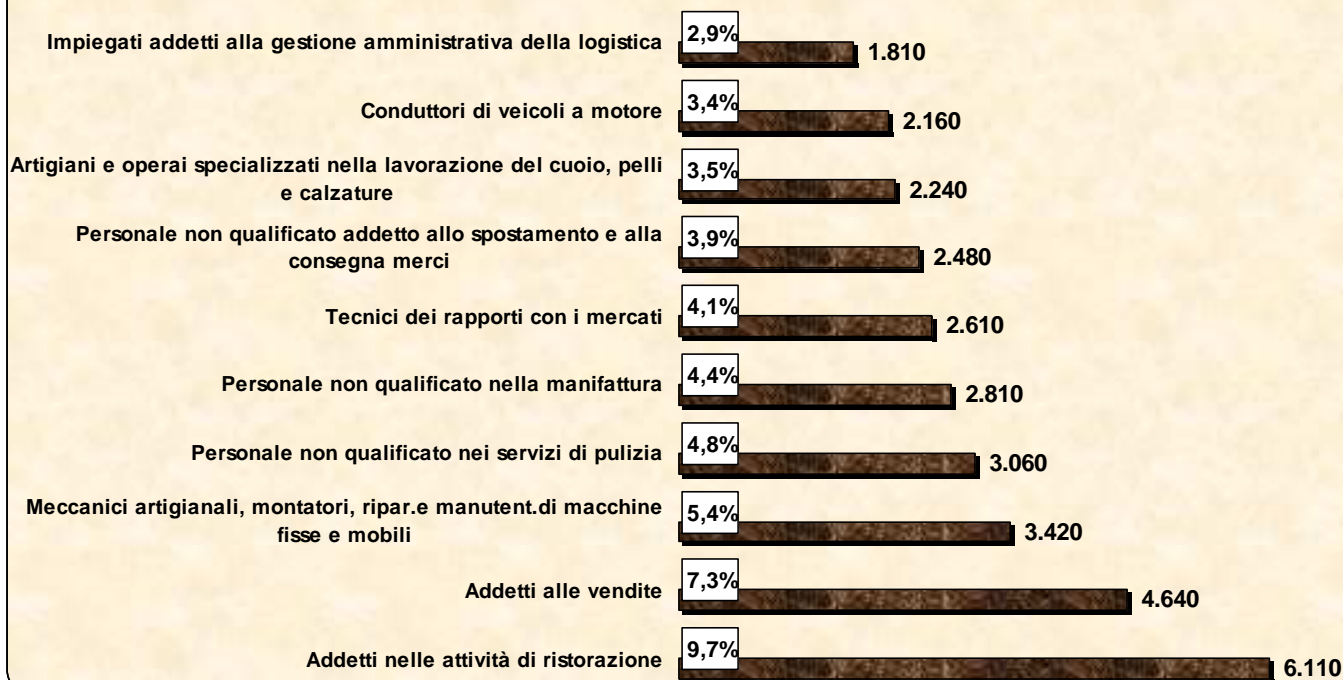 Impiegati addetti alla gestione amministrativa della logistica 2,9% 1.810
Conduttori di veicoli a motore 3,4% 2.160
Artigiani e operai specializzati nella lavorazione del cuoio, pelli
e calzature 3,5% 2.240
Personale non qualificato addetto allo spostamento e alla
consegna merci 3,9% 2.480
Tecnici dei rapporti con i mercati 4,1% 2.610
Personale non qualificato nella manifattura 4,4% 2.810
Personale non qualificato nei servizi di pulizia 4,8% 3.060
Meccanici artigianali, montatori, ripar.e manutent.di macchine
fisse e mobili 5,4% 3.420
Addetti alle vendite 7,3% 4.640
Addetti nelle attività di ristorazione 9,7% 6.110